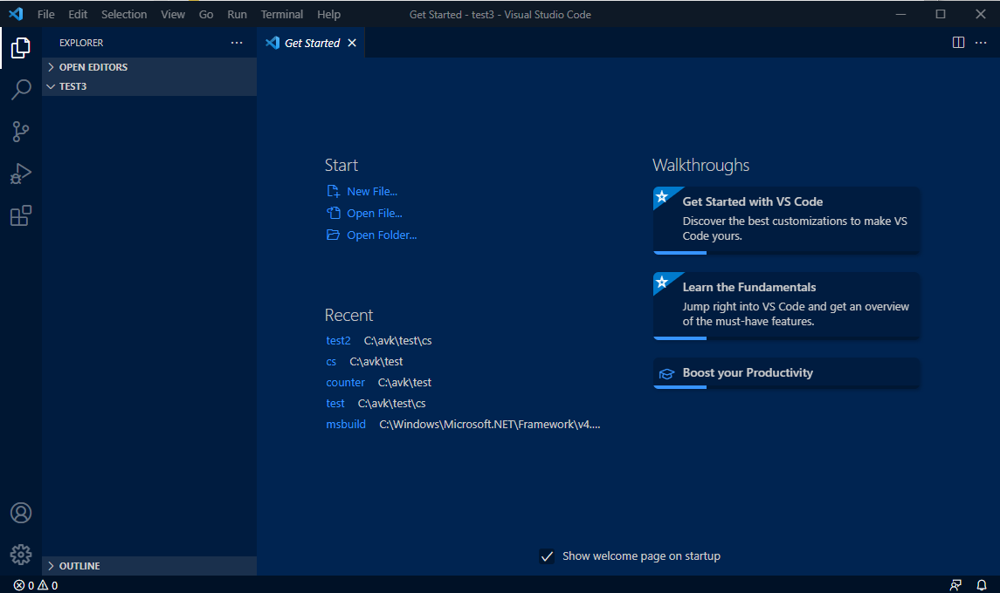 File Edit Selection View Go Run Terminal Help Get Started - test3 - Visual Studio Code
EXPLORER
Get Started
OPEN EDITORS
TEST3
Start
New File...
Open File...
Open Folder...
Recent
test2 C:\avk\test\cs
cs C:\avk\test
counter C:\avk\test
test C:\avk\test\cs
msbuild C:\Windows\Microsoft.NET\Framework\v4....
Walkthroughs
Get Started with VS Code
Discover the best customizations to make VS
Code yours.
Learn the Fundamentals
Jump right into VS Code and get an overview
of the must-have features.
Boost your Productivity
Show welcome page on startup
OUTLINE
0 0